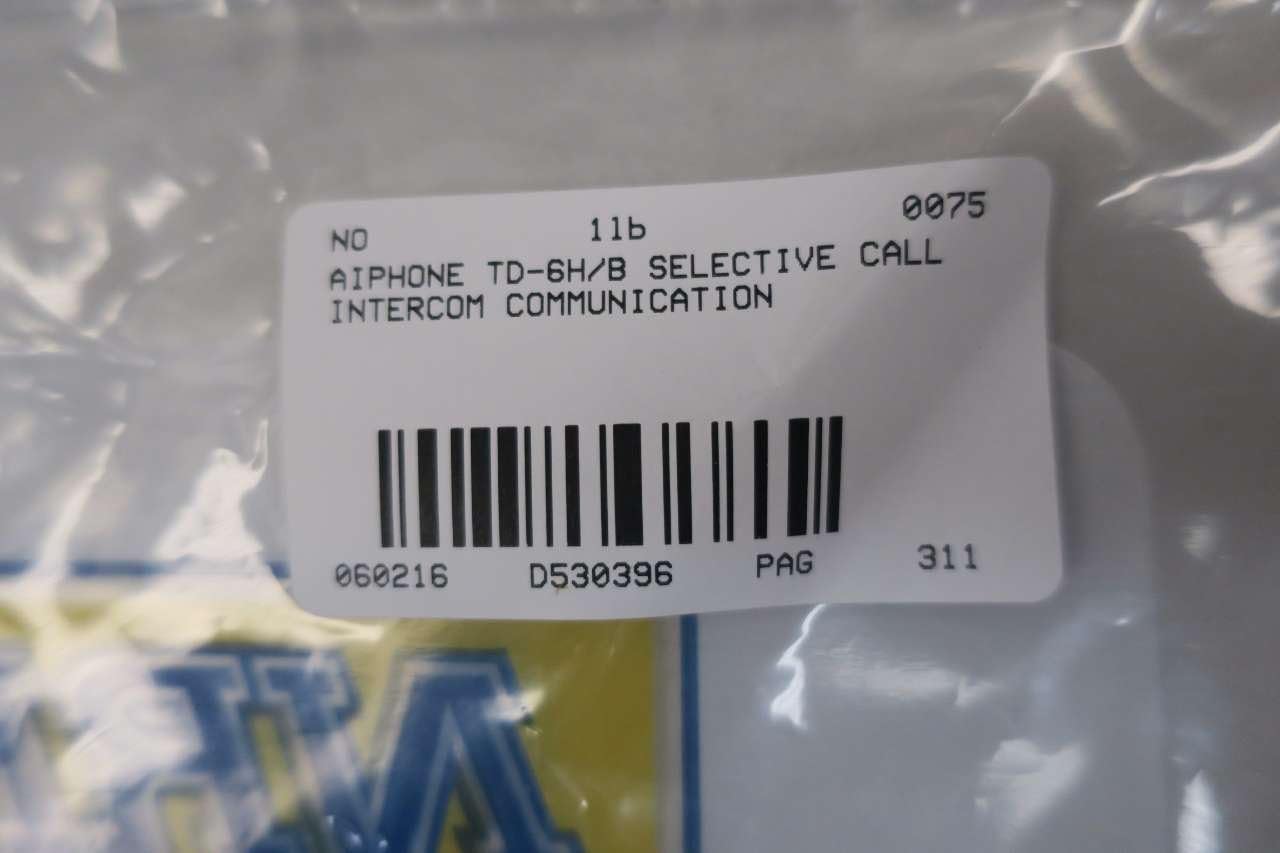 NO 1lb 0075
AIPHONE TD-6H/B SELECTIVE CALL
INTERCOM COMMUNICATION
060216 D530396 PAG 311